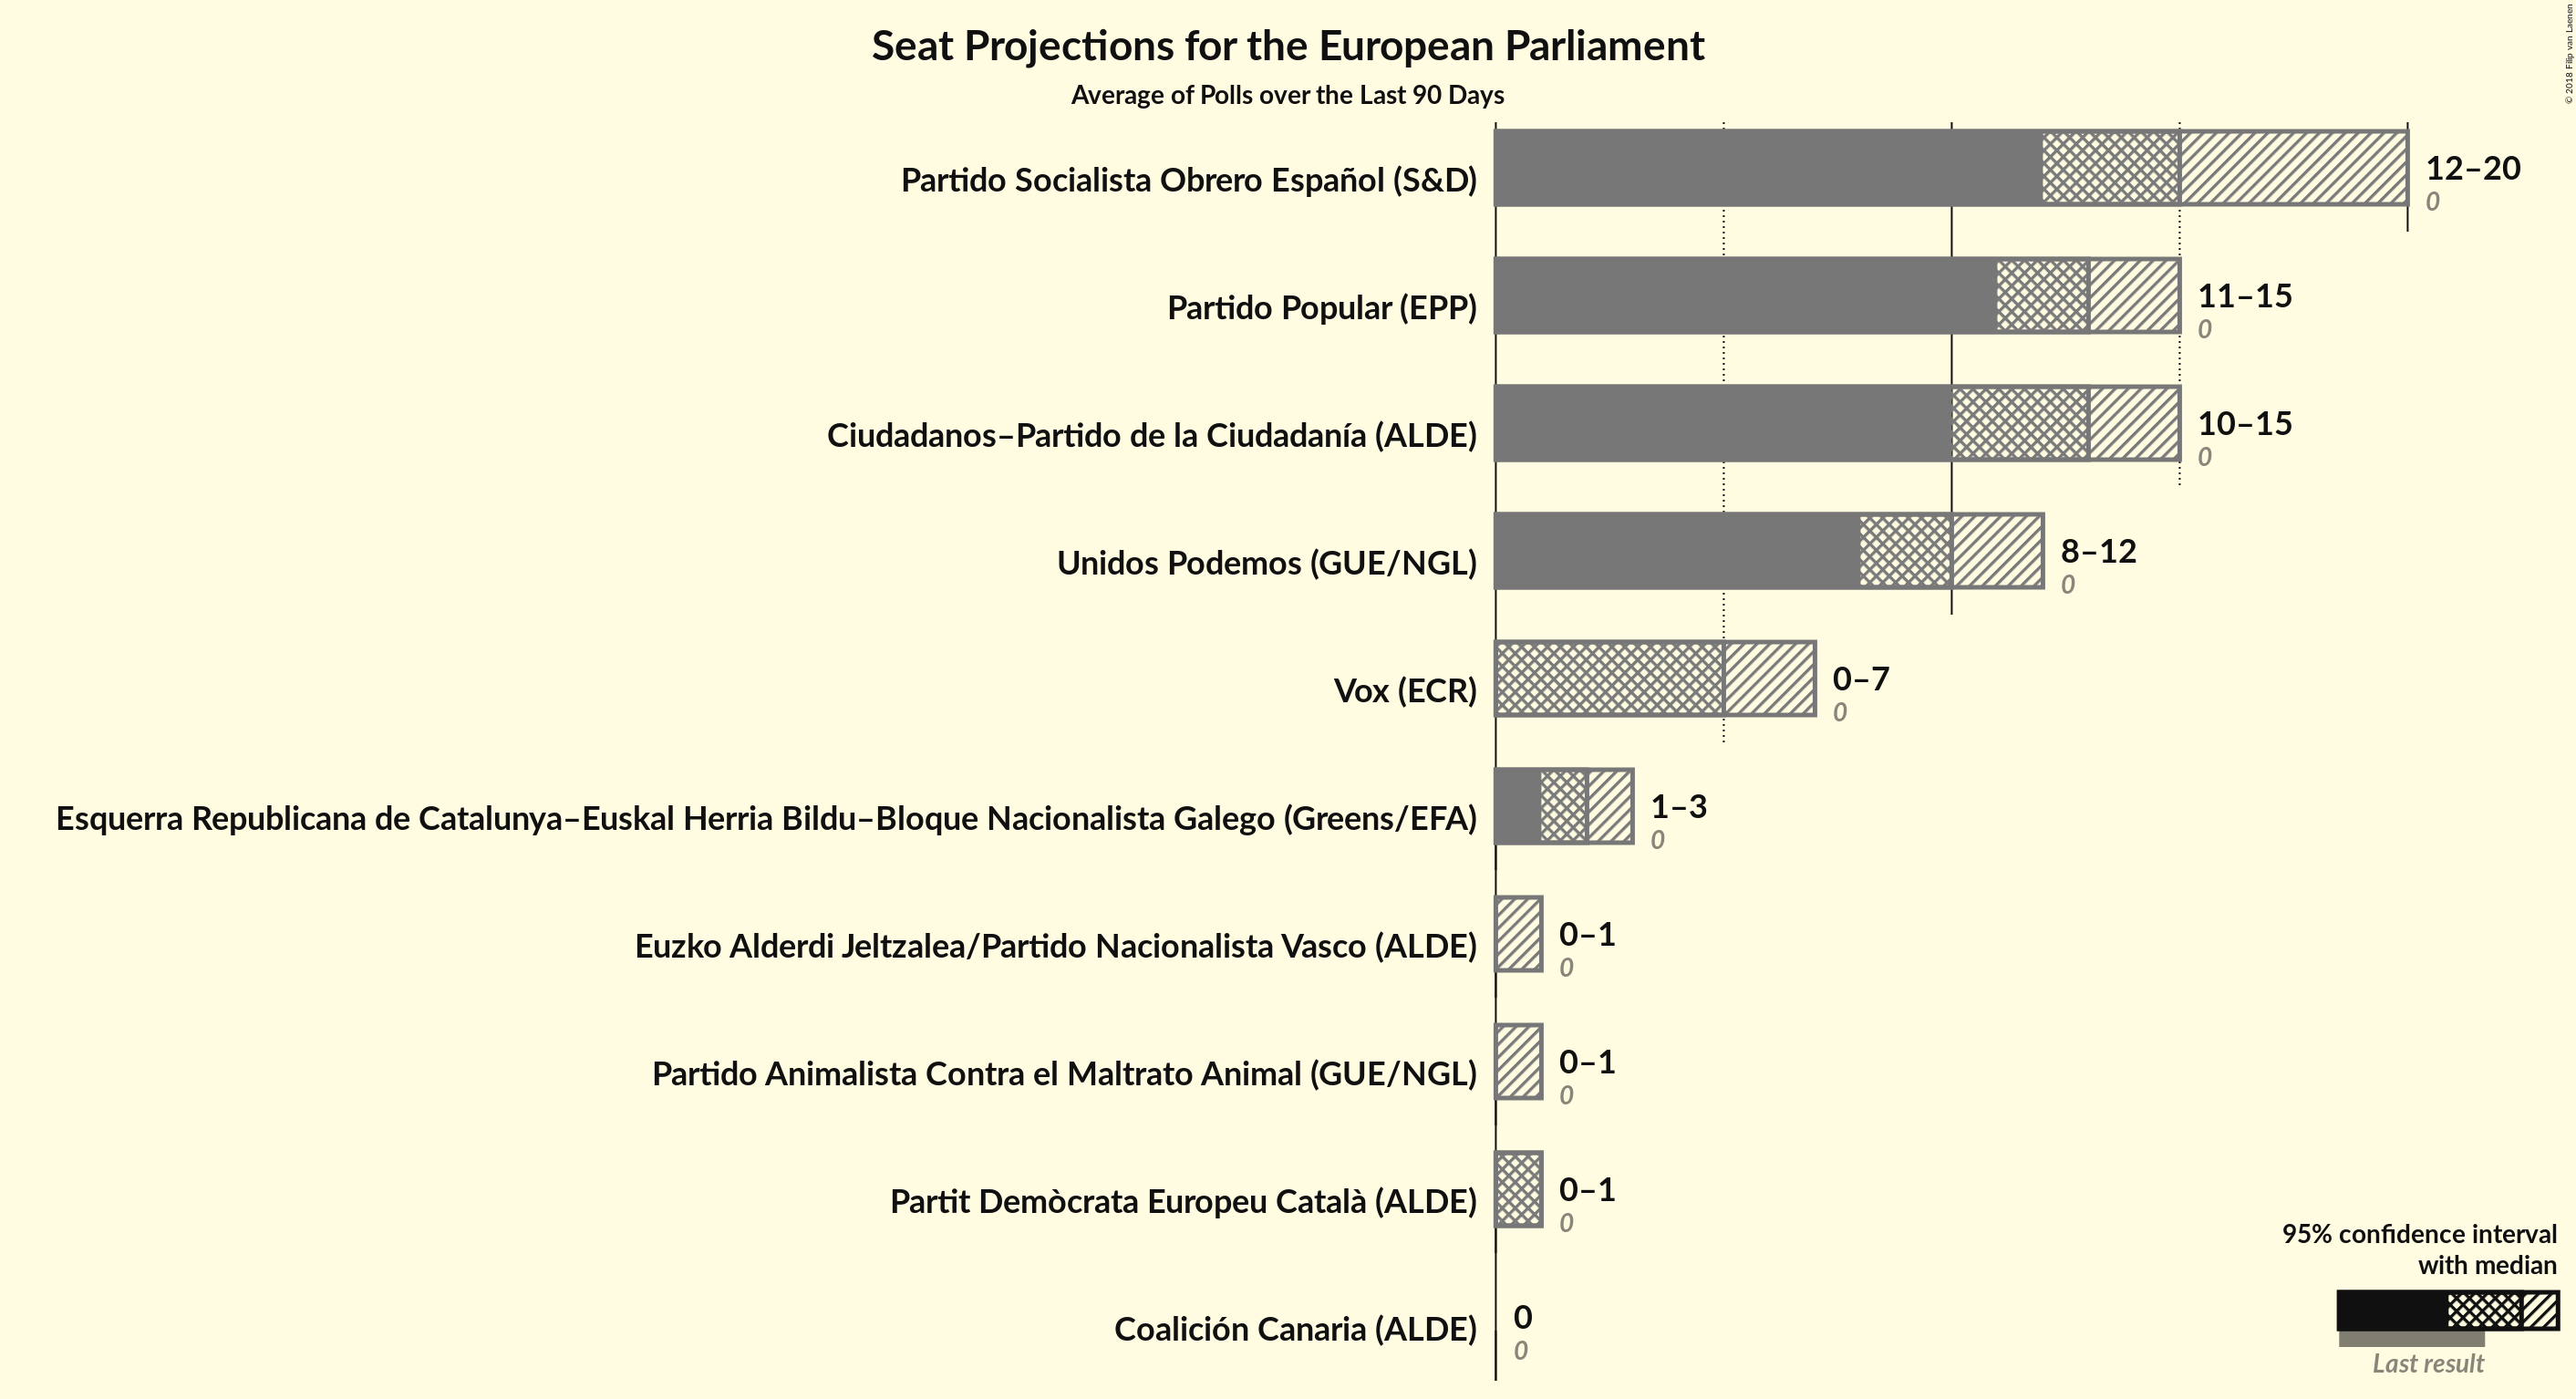 Seat Projections for the European Parliament
Average of Polls over the Last 90 Days
© 2018 Filip van Laenen
Partido Socialista Obrero Español (S&D)
12–20
0
Partido Popular (EPP)
11–15
0
Ciudadanos–Partido de la Ciudadanía (ALDE)
10–15
0
Unidos Podemos (GUE/NGL)
8–12
0
Vox (ECR)
0–7
0
Esquerra Republicana de Catalunya–Euskal Herria Bildu–Bloque Nacionalista Galego (Greens/EFA)
1–3
0
Euzko Alderdi Jeltzalea/Partido Nacionalista Vasco (ALDE)
0–1
0
Partido Animalista Contra el Maltrato Animal (GUE/NGL)
0–1
0
Partit Demòcrata Europeu Català (ALDE)
0–1
0
Coalición Canaria (ALDE)
0
0
95% confidence interval
with median
Last result